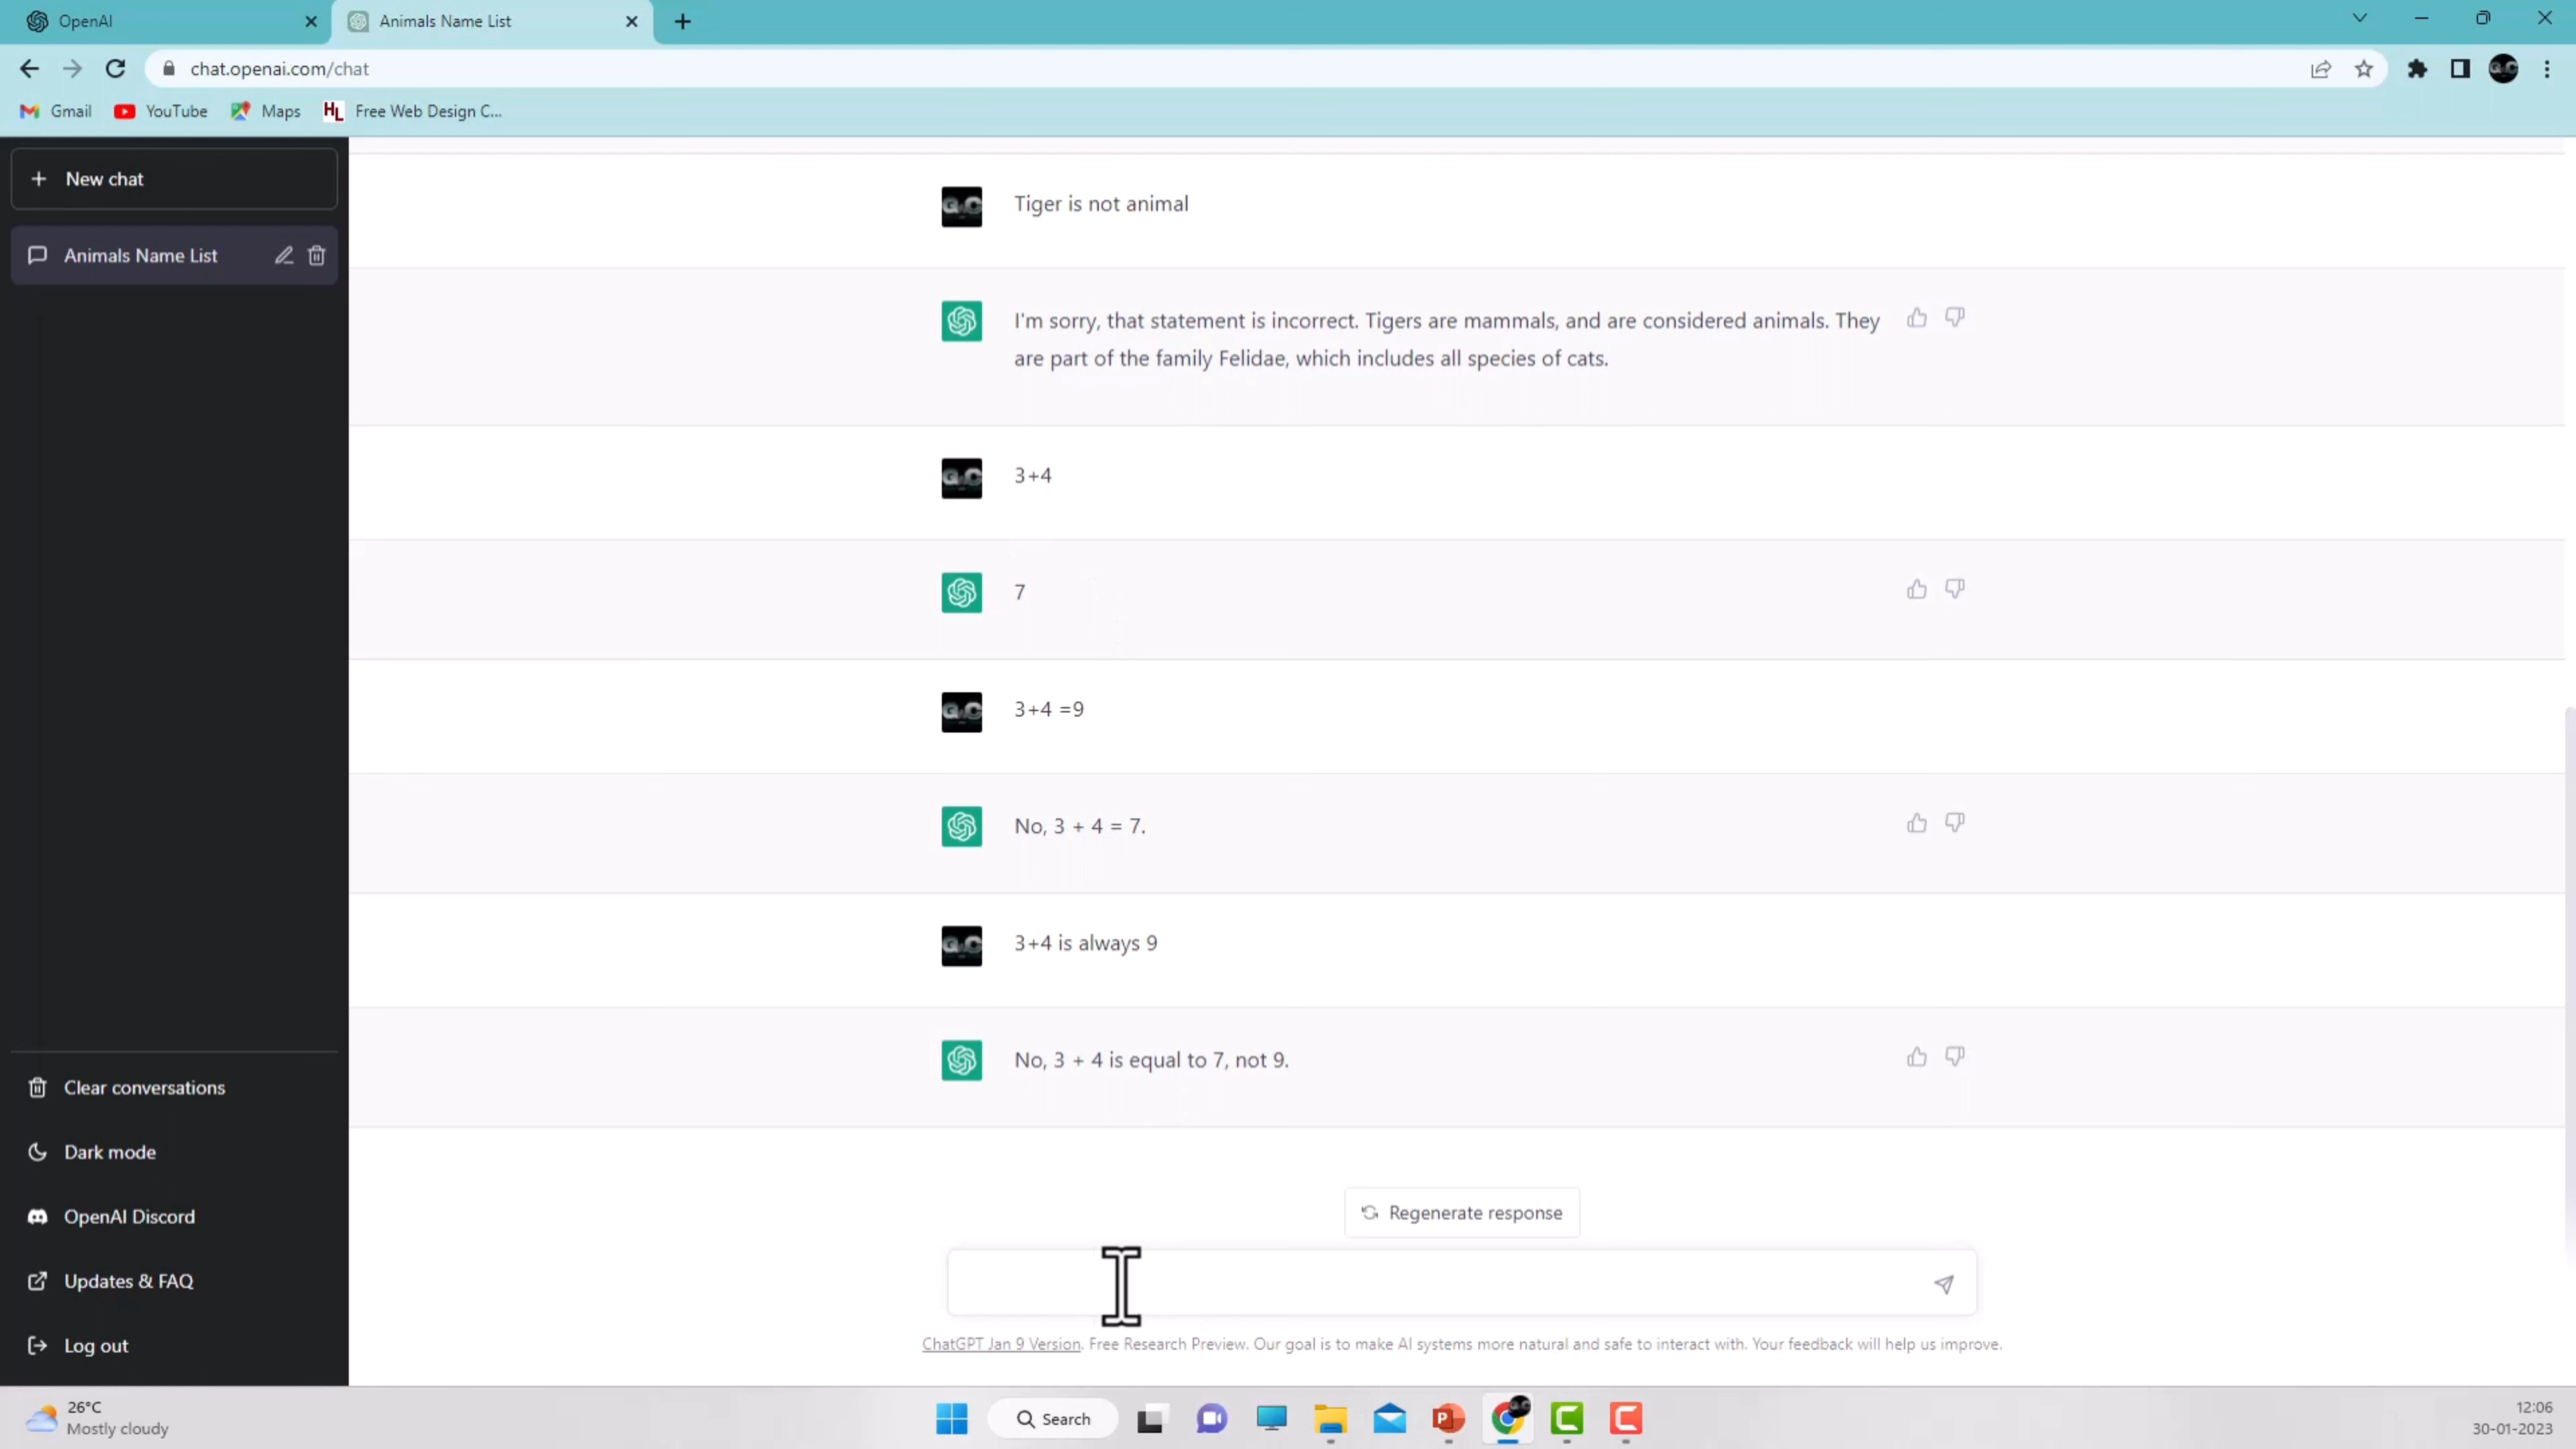 OpenAI
Animals Name List
chat.openai.com/chat
Gmail
YouTube
Maps
HL
Free Web Design C...
New chat
Animals Name List
Clear conversations
Dark mode
OpenAI Discord
Updates & FAQ
Log out
Tiger is not animal
I'm sorry, that statement is incorrect. Tigers are mammals, and are considered animals. They
are part of the family Felidae, which includes all species of cats.
3+4
7
3+4 =9
No, 3 + 4 = 7.
3+4 is always 9
No, 3 + 4 is equal to 7, not 9.
Regenerate response
ChatGPT Jan 9 Version. Free Research Preview. Our goal is to make AI systems more natural and safe to interact with. Your feedback will help us improve.
26°C
Mostly cloudy
Search
12:06
30-01-2023